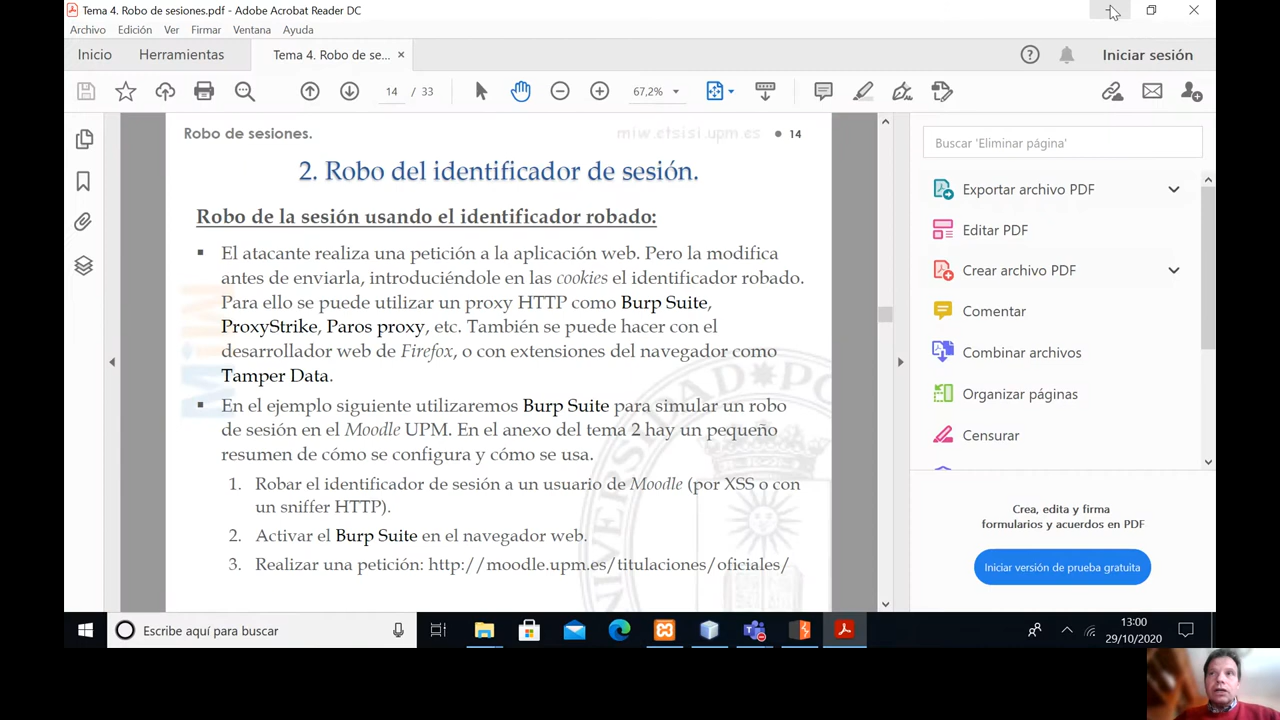 Tema 4. Robo de sesiones.pdf - Adobe Acrobat Reader DC
Archivo Edición Ver Firmar Ventana Ayuda
Inicio Herramientas Tema 4. Robo de se... × Iniciar sesión
14 / 33 67,2%
Robo de sesiones. miw.etsisi.upm.es ● 14
2. Robo del identificador de sesión.
Robo de la sesión usando el identificador robado:
▪ El atacante realiza una petición a la aplicación web. Pero la modifica
antes de enviarla, introduciéndole en las cookies el identificador robado.
Para ello se puede utilizar un proxy HTTP como Burp Suite,
ProxyStrike, Paros proxy, etc. También se puede hacer con el
desarrollador web de Firefox, o con extensiones del navegador como
Tamper Data.
▪ En el ejemplo siguiente utilizaremos Burp Suite para simular un robo
de sesión en el Moodle UPM. En el anexo del tema 2 hay un pequeño
resumen de cómo se configura y cómo se usa.
1. Robar el identificador de sesión a un usuario de Moodle (por XSS o con
un sniffer HTTP).
2. Activar el Burp Suite en el navegador web.
3. Realizar una petición: http://moodle.upm.es/titulaciones/oficiales/
MiW
UNIVERSIDAD PO
Buscar 'Eliminar página'
Exportar archivo PDF
Editar PDF
Crear archivo PDF
Comentar
Combinar archivos
Organizar páginas
Censurar
Crea, edita y firma
formularios y acuerdos en PDF
Iniciar versión de prueba gratuita
Escribe aquí para buscar
13:00
29/10/2020